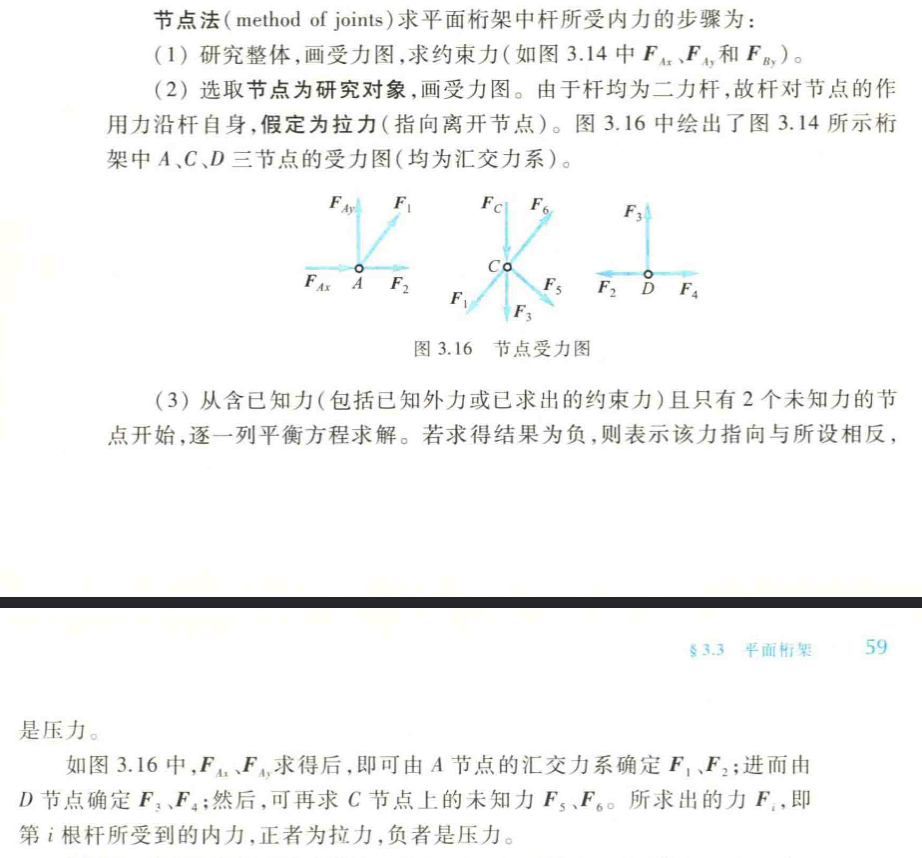 节点法(method of joints)求平面桁架中杆所受内力的步骤为:
(1) 研究整体,画受力图,求约束力(如图 3.14 中 F_Ax、F_Ay和 F_By)。
(2) 选取节点为研究对象,画受力图。由于杆均为二力杆,故杆对节点的作
用力沿杆自身,假定为拉力(指向离开节点)。图 3.16 中绘出了图 3.14 所示桁
架中 A、C、D 三节点的受力图(均为汇交力系)。
F_Ay F_1 F_Ax A F_2
F_C F_6 C F_5 F_1 F_3
F_3 F_2 D F_4
图 3.16 节点受力图
(3) 从含已知力(包括已知外力或已求出的约束力)且只有 2 个未知力的节
点开始,逐一列平衡方程求解。若求得结果为负,则表示该力指向与所设相反,
§3.3 平面桁架 59
是压力。
如图 3.16 中,F_Ax、F_Ay求得后,即可由 A 节点的汇交力系确定 F_1、F_2;进而由
D 节点确定 F_3、F_4;然后,可再求 C 节点上的未知力 F_5、F_6。所求出的力 F_i,即
第 i 根杆所受到的内力,正者为拉力,负者是压力。